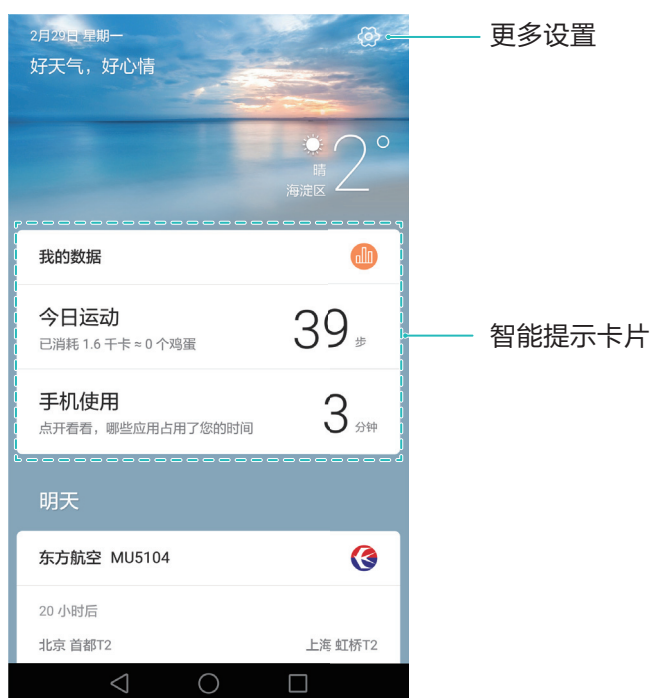 2月29日 星期一
更多设置
好天气，好心情
2°
晴
海淀区
我的数据
今日运动
39 步
已消耗 1.6 千卡 ≈ 0 个鸡蛋
智能提示卡片
手机使用
3 分钟
点开看看，哪些应用占用了您的时间
明天
东方航空 MU5104
20 小时后
北京 首都T2
上海 虹桥T2